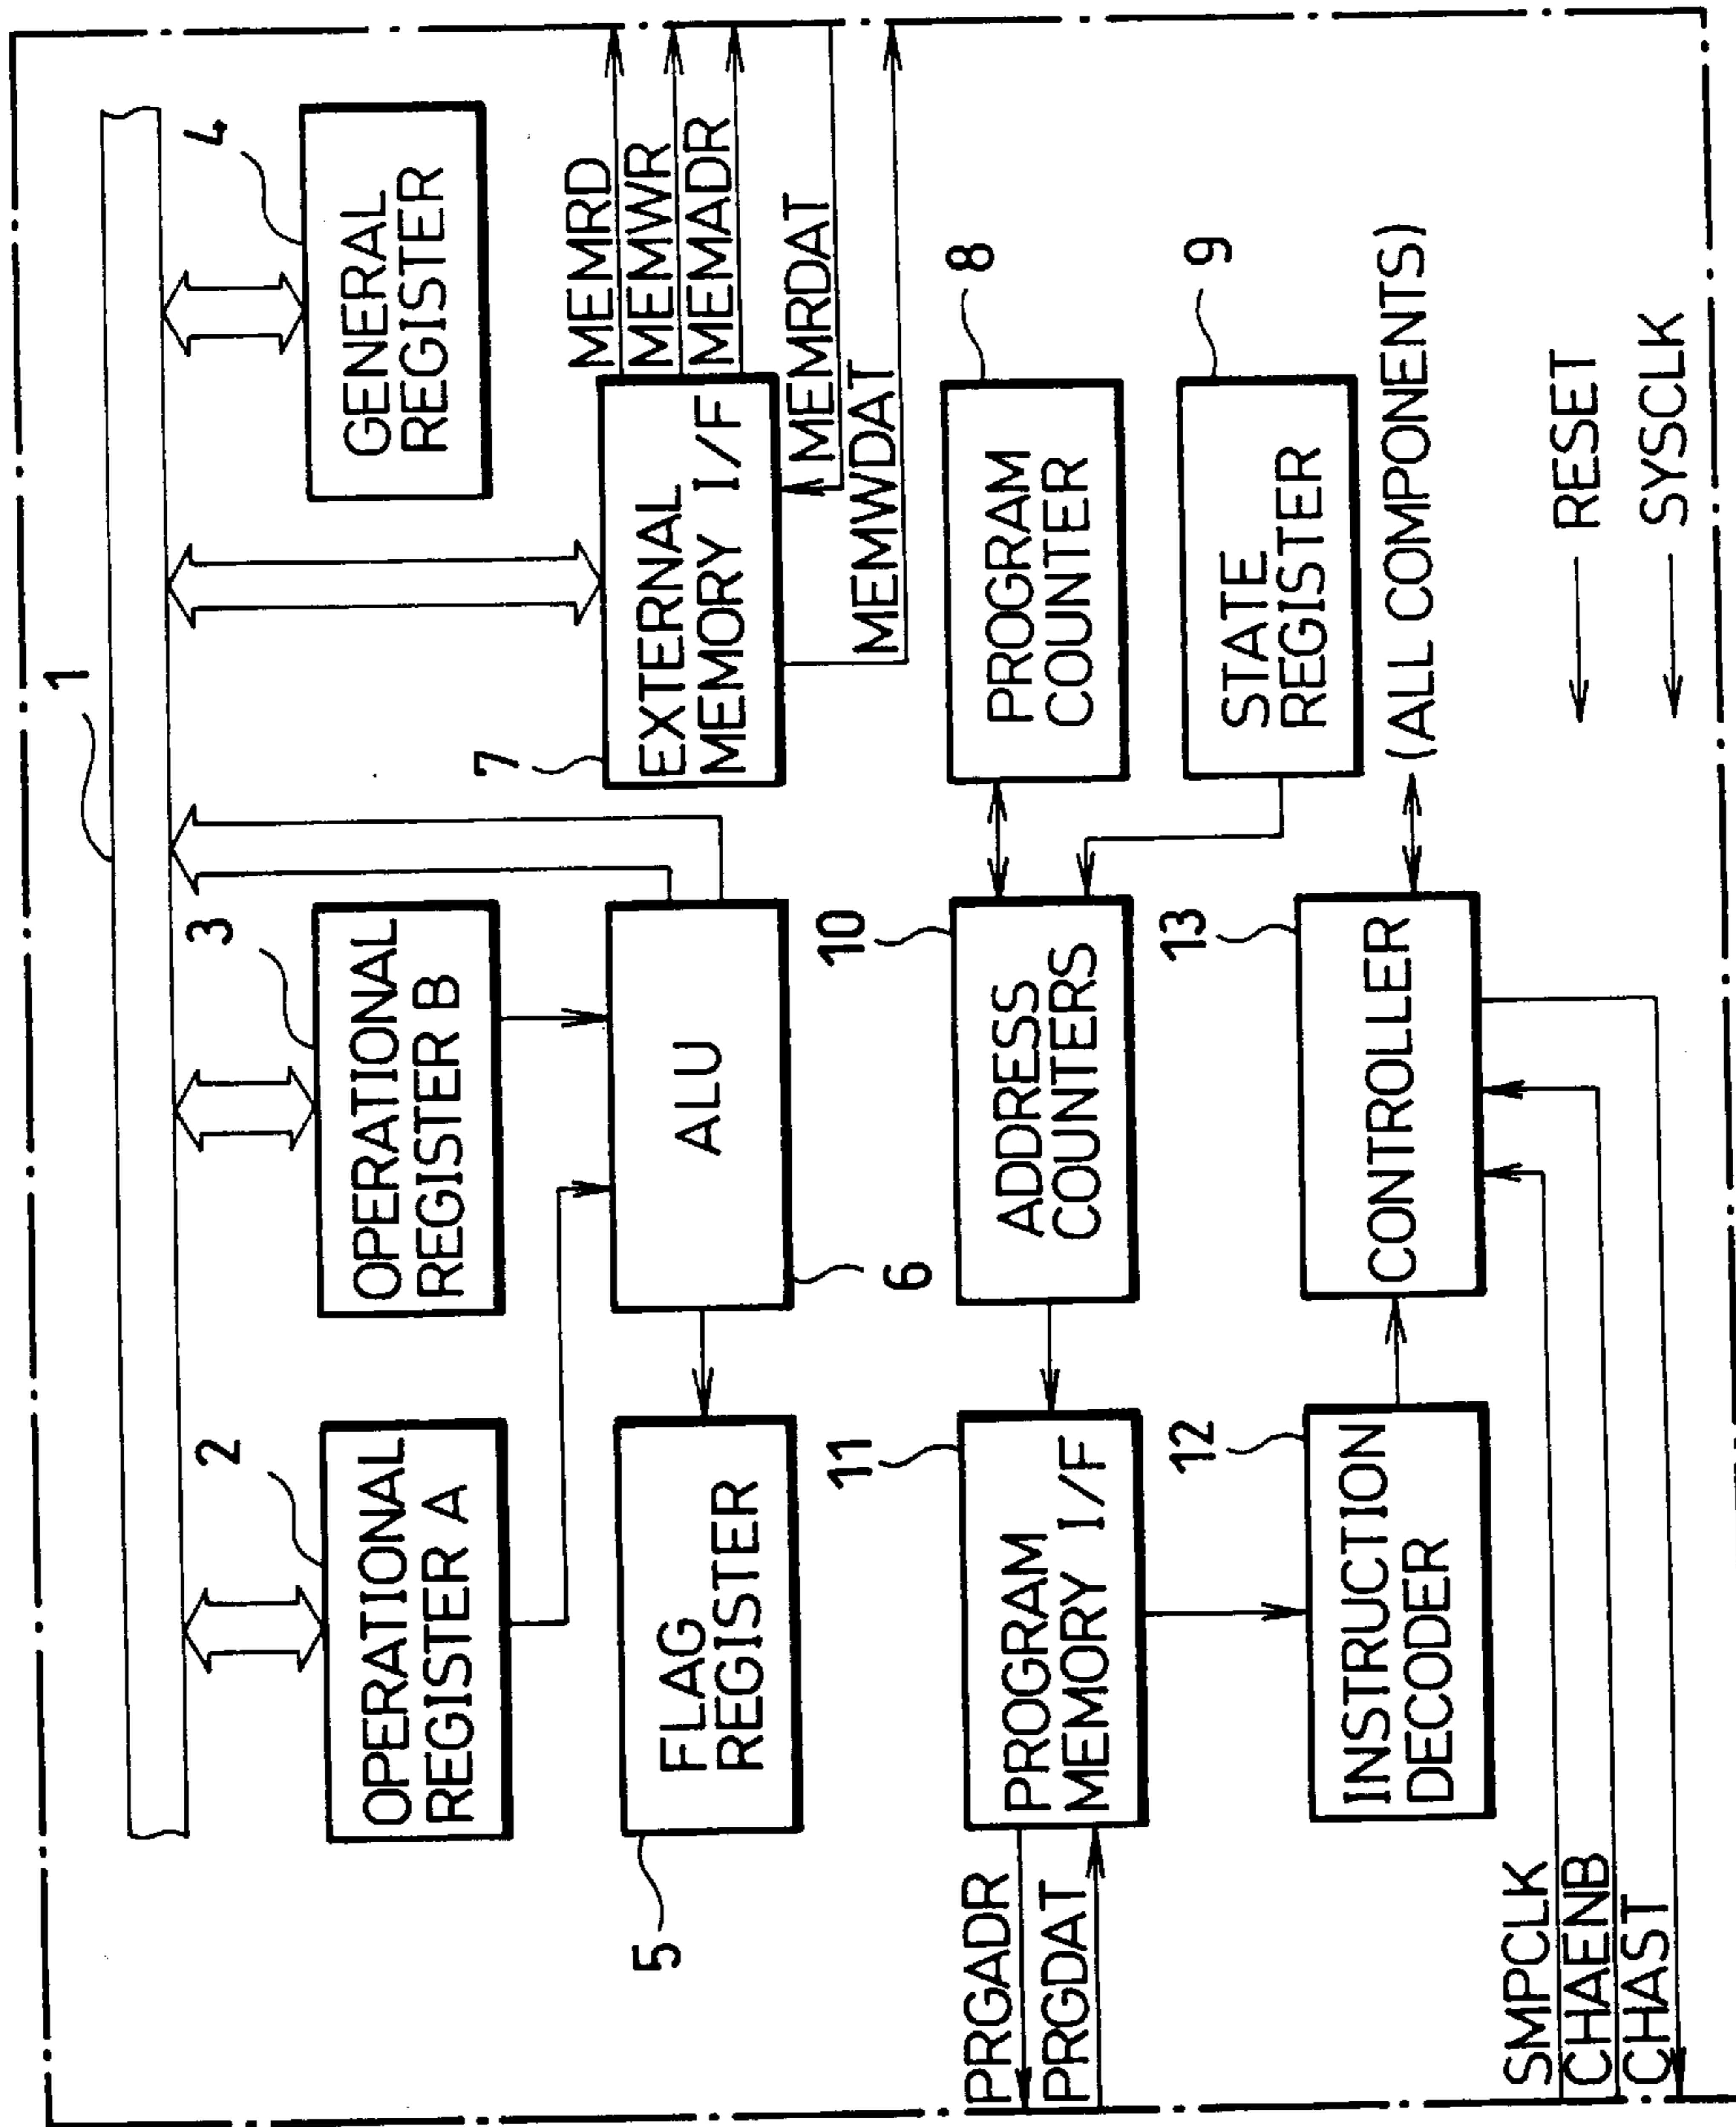 1
2
3
4
OPERATIONAL
REGISTER A
OPERATIONAL
REGISTER B
GENERAL
REGISTER
7
FLAG
REGISTER
ALU
EXTERNAL
MEMORY I/F
MEMRD
MEMWR
MEMADR
MEMRDAT
MEMWDAT
5
6
11
10
8
PRGADR
PRGDAT
PROGRAM
MEMORY I/F
ADDRESS
COUNTERS
PROGRAM
COUNTER
12
13
9
STATE
REGISTER
INSTRUCTION
DECODER
CONTROLLER
(ALL COMPONENTS)
SMPCLK
CHAENB
CHAST
RESET
SYSCLK